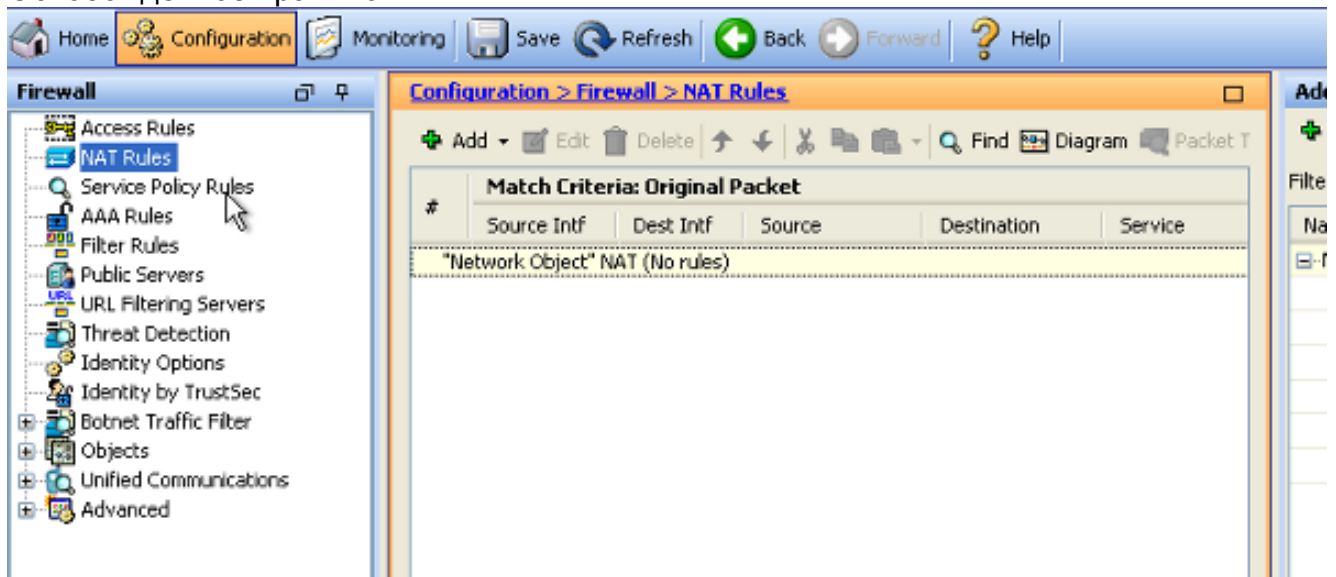 Home Configuration Monitoring Save Refresh Back Forward Help
Firewall
Access Rules
NAT Rules
Service Policy Rules
AAA Rules
Filter Rules
Public Servers
URL Filtering Servers
Threat Detection
Identity Options
Identity by TrustSec
Botnet Traffic Filter
Objects
Unified Communications
Advanced
Configuration > Firewall > NAT Rules
Add Edit Delete Find Diagram Packet T
# Match Criteria: Original Packet
Source Intf Dest Intf Source Destination Service
"Network Object" NAT (No rules)